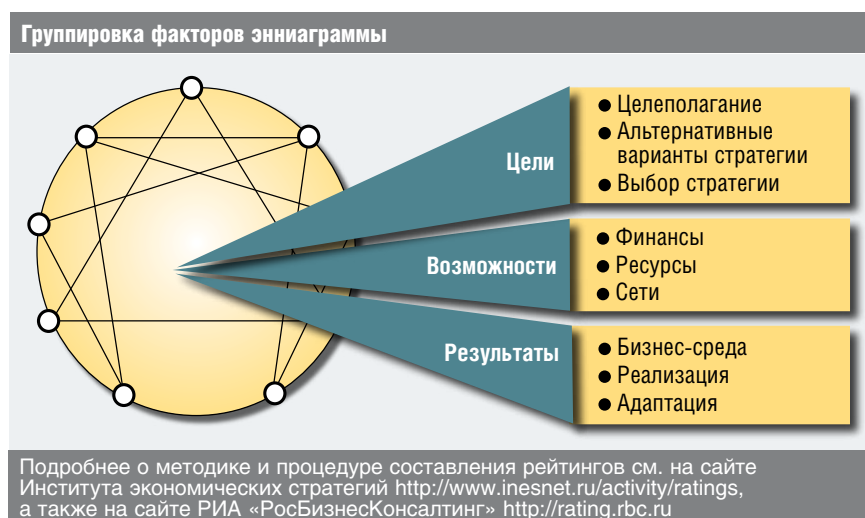 Группировка факторов энниаграммы
Цели
● Целеполагание
● Альтернативные
варианты стратегии
● Выбор стратегии
Возможности
● Финансы
● Ресурсы
● Сети
Результаты
● Бизнес-среда
● Реализация
● Адаптация
Подробнее о методике и процедуре составления рейтингов см. на сайте
Института экономических стратегий http://www.inesnet.ru/activity/ratings,
а также на сайте РИА «РосБизнесКонсалтинг» http://rating.rbc.ru